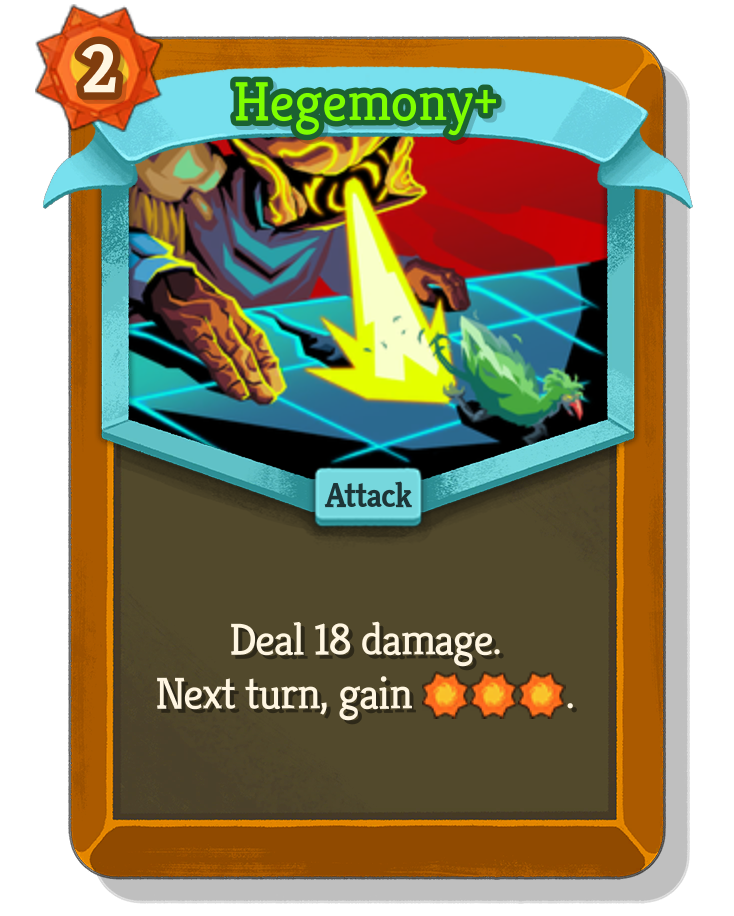 2
Hegemony+
Attack
Deal 18 damage.
Next turn, gain .